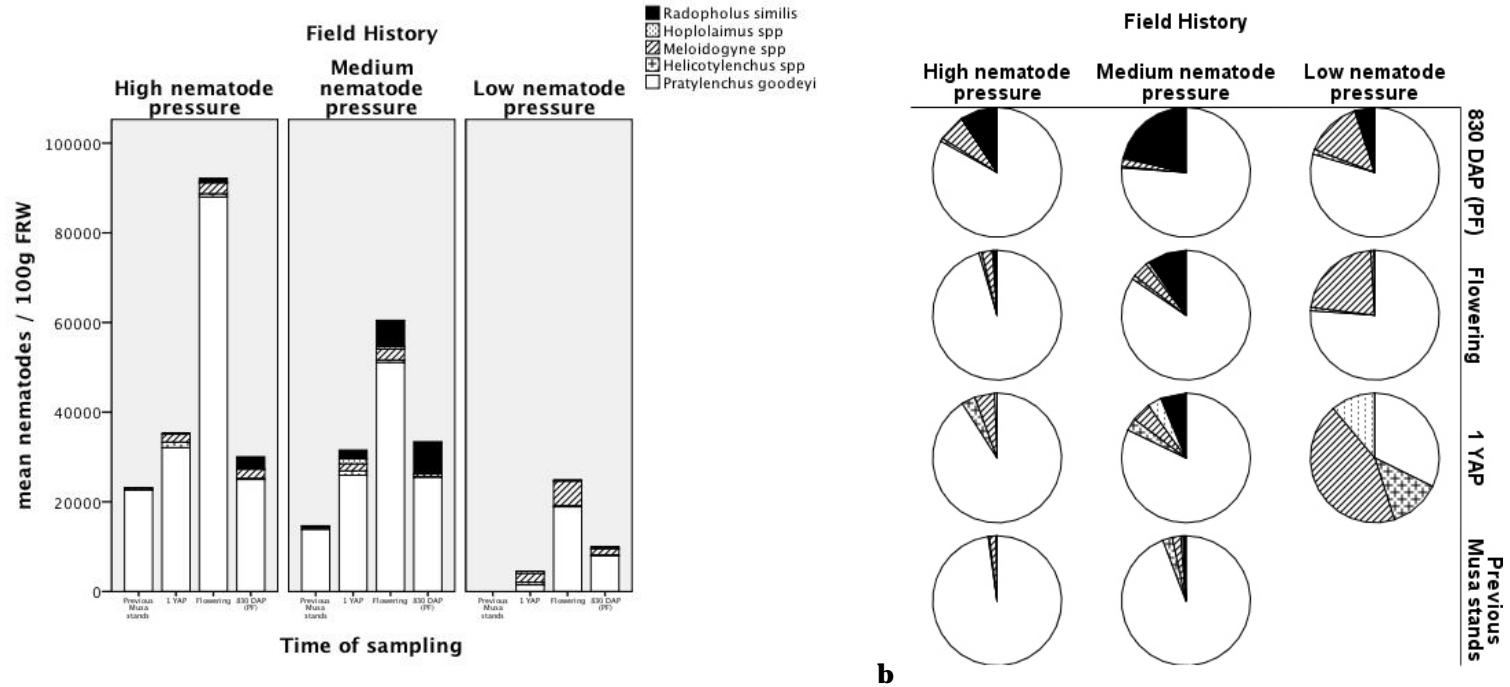 Field History
High nematode
pressure
Medium
nematode
pressure
Low nematode
pressure
Radopholus similis
Hoplolaimus spp
Meloidogyne spp
Helicotylenchus spp
Pratylenchus goodeyi
mean nematodes / 100g FRW
100000
80000
60000
40000
20000
0
Previous
Musa
stands
1 YAP
Flowering
830 DAP
(PF)
Previous
Musa
stands
1 YAP
Flowering
830 DAP
(PF)
Previous
Musa
stands
1 YAP
Flowering
830 DAP
(PF)
Time of sampling
Field History
High nematode
pressure
Medium nematode
pressure
Low nematode
pressure
830 DAP (PF)
Flowering
1 YAP
Previous
Musa stands
b